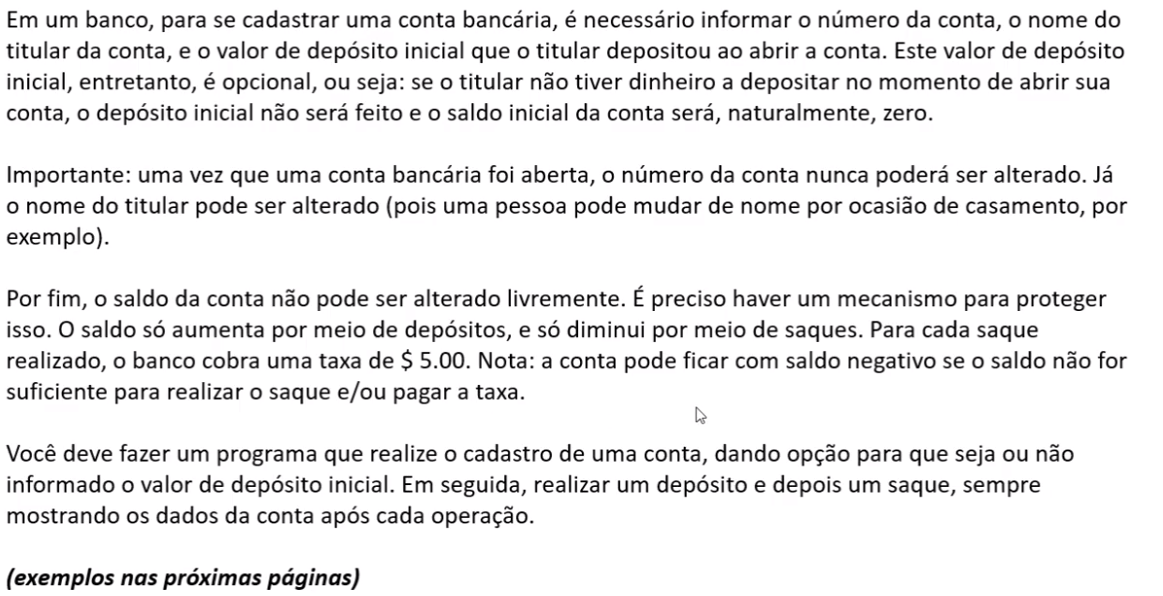 Em um banco, para se cadastrar uma conta bancária, é necessário informar o número da conta, o nome do
titular da conta, e o valor de depósito inicial que o titular depositou ao abrir a conta. Este valor de depósito
inicial, entretanto, é opcional, ou seja: se o titular não tiver dinheiro a depositar no momento de abrir sua
conta, o depósito inicial não será feito e o saldo inicial da conta será, naturalmente, zero.
Importante: uma vez que uma conta bancária foi aberta, o número da conta nunca poderá ser alterado. Já
o nome do titular pode ser alterado (pois uma pessoa pode mudar de nome por ocasião de casamento, por
exemplo).
Por fim, o saldo da conta não pode ser alterado livremente. É preciso haver um mecanismo para proteger
isso. O saldo só aumenta por meio de depósitos, e só diminui por meio de saques. Para cada saque
realizado, o banco cobra uma taxa de $ 5.00. Nota: a conta pode ficar com saldo negativo se o saldo não for
suficiente para realizar o saque e/ou pagar a taxa.
Você deve fazer um programa que realize o cadastro de uma conta, dando opção para que seja ou não
informado o valor de depósito inicial. Em seguida, realizar um depósito e depois um saque, sempre
mostrando os dados da conta após cada operação.
(exemplos nas próximas páginas)